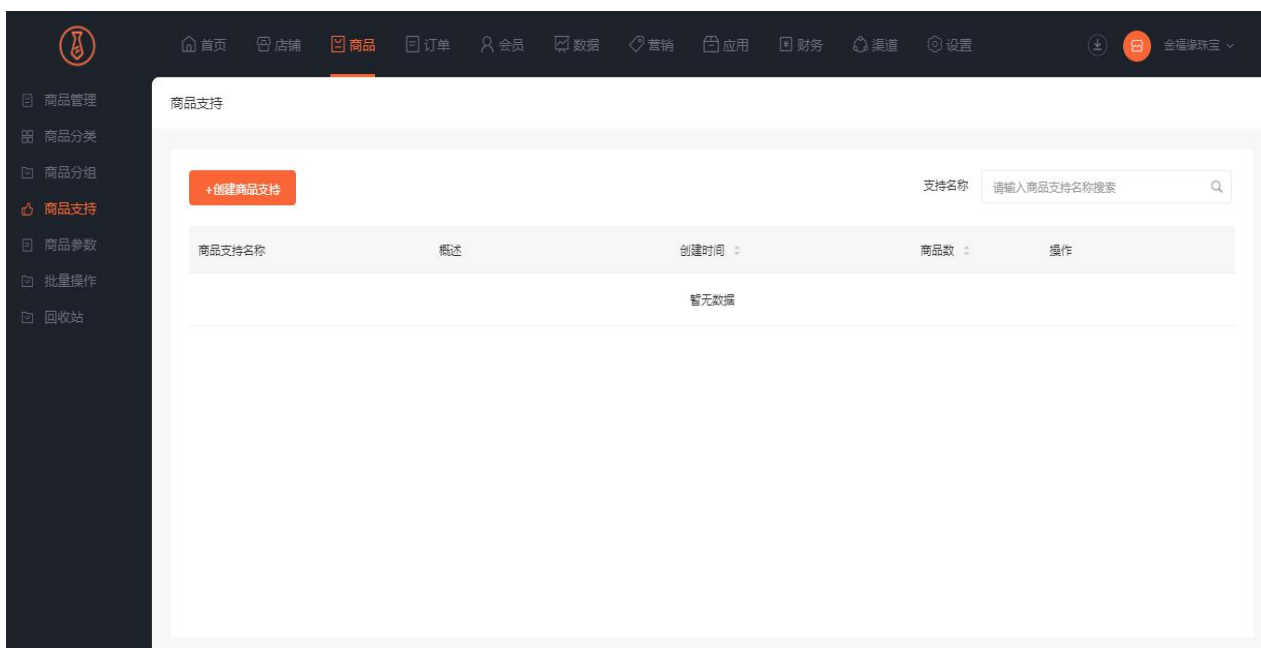 首页 店铺 商品 订单 会员 数据 营销 应用 财务 渠道 设置 金福缘珠宝
商品管理
商品分类
商品分组
商品支持
商品参数
批量操作
回收站
商品支持
+创建商品支持 支持名称 请输入商品支持名称搜索
商品支持名称 概述 创建时间 商品数 操作
暂无数据